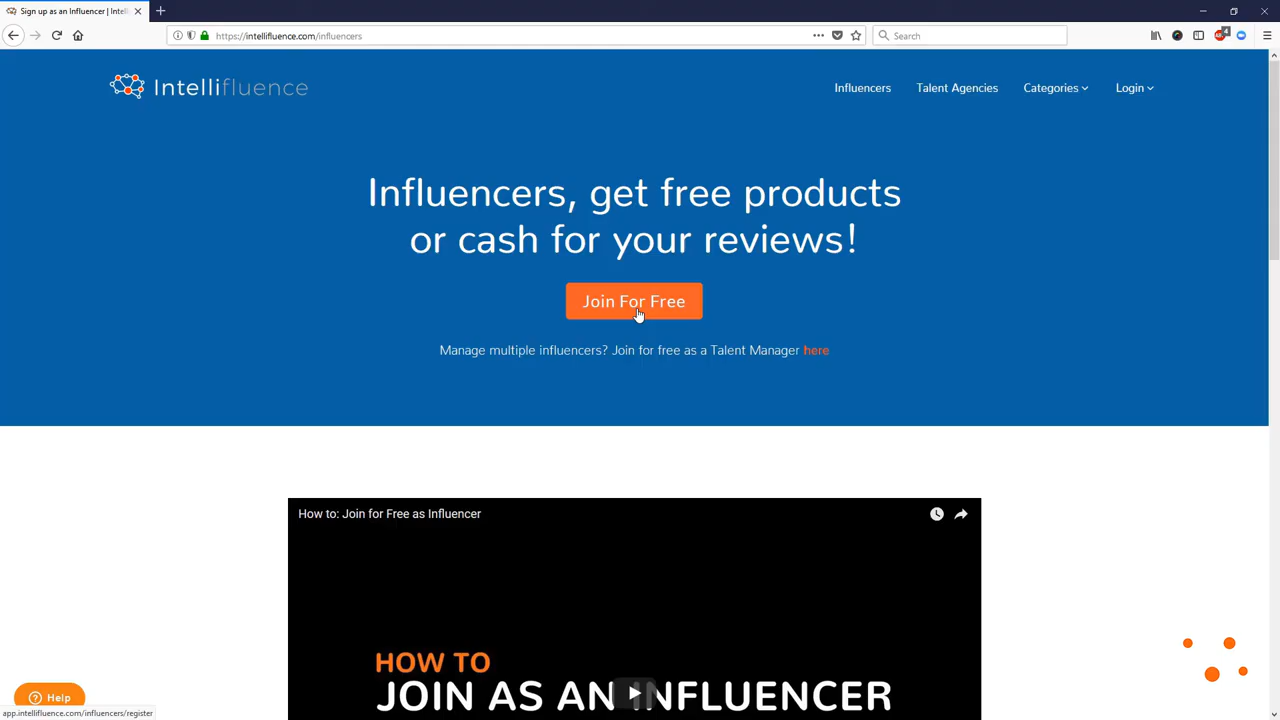 Sign up as an Influencer | Intelli
https://intellifluence.com/influencers
Search
4
Intellifluence
Influencers
Talent Agencies
Categories
Login
Influencers, get free products
or cash for your reviews!
Join For Free
Manage multiple influencers? Join for free as a Talent Manager here
How to: Join for Free as Influencer
HOW TO
JOIN AS AN INFLUENCER
Help
app.intellifluence.com/influencers/register